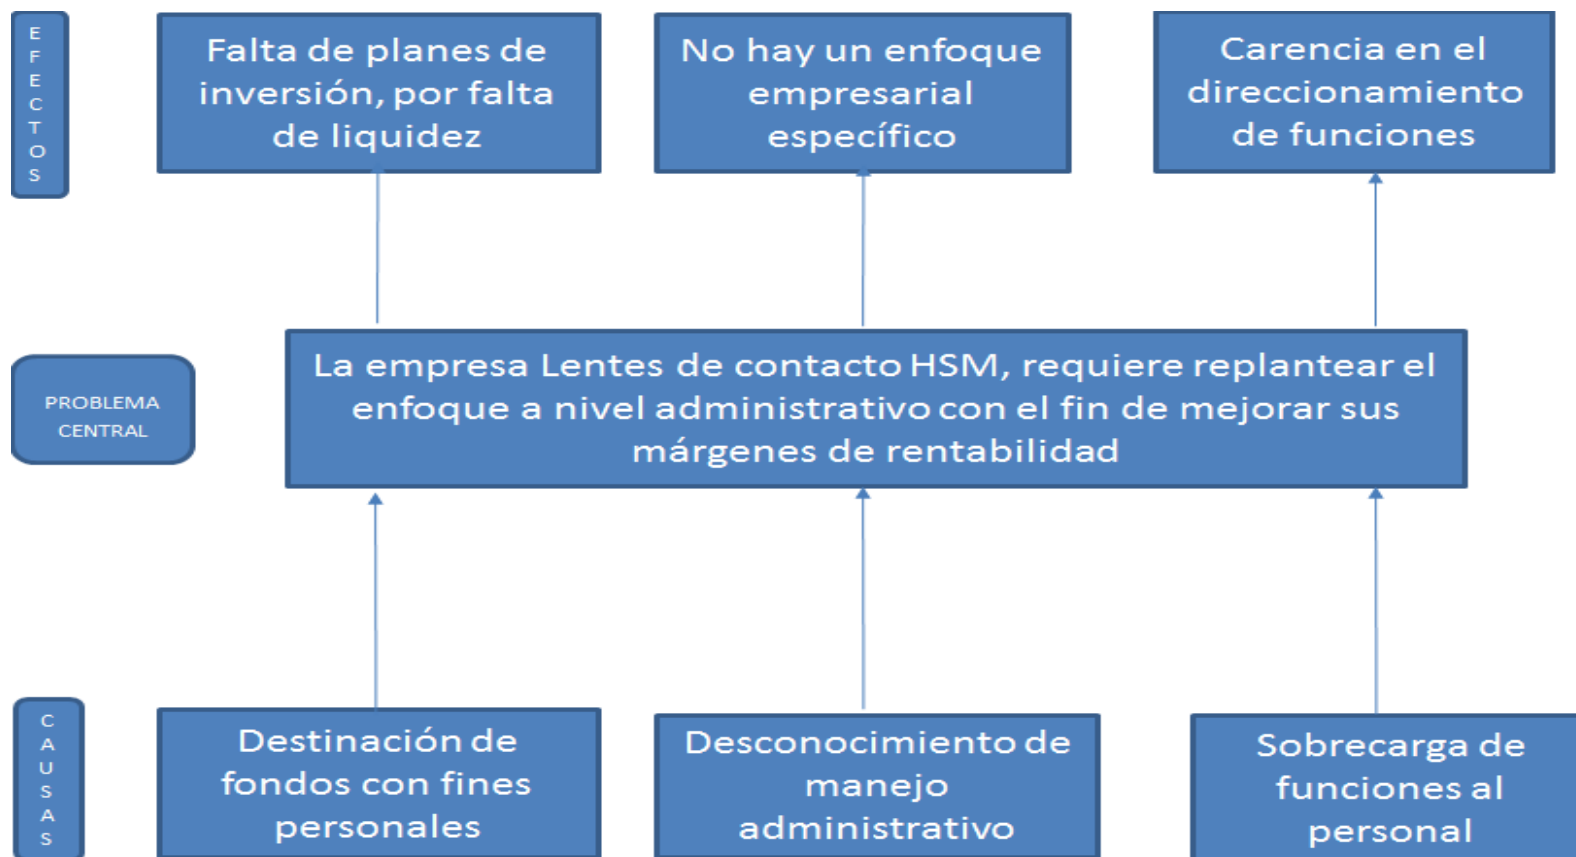 EFECTOS
Falta de planes de
inversión, por falta
de liquidez
No hay un enfoque
empresarial
específico
Carencia en el
direccionamiento
de funciones
PROBLEMA
CENTRAL
La empresa Lentes de contacto HSM, requiere replantear el
enfoque a nivel administrativo con el fin de mejorar sus
márgenes de rentabilidad
CAUSAS
Destinación de
fondos con fines
personales
Desconocimiento de
manejo
administrativo
Sobrecarga de
funciones al
personal